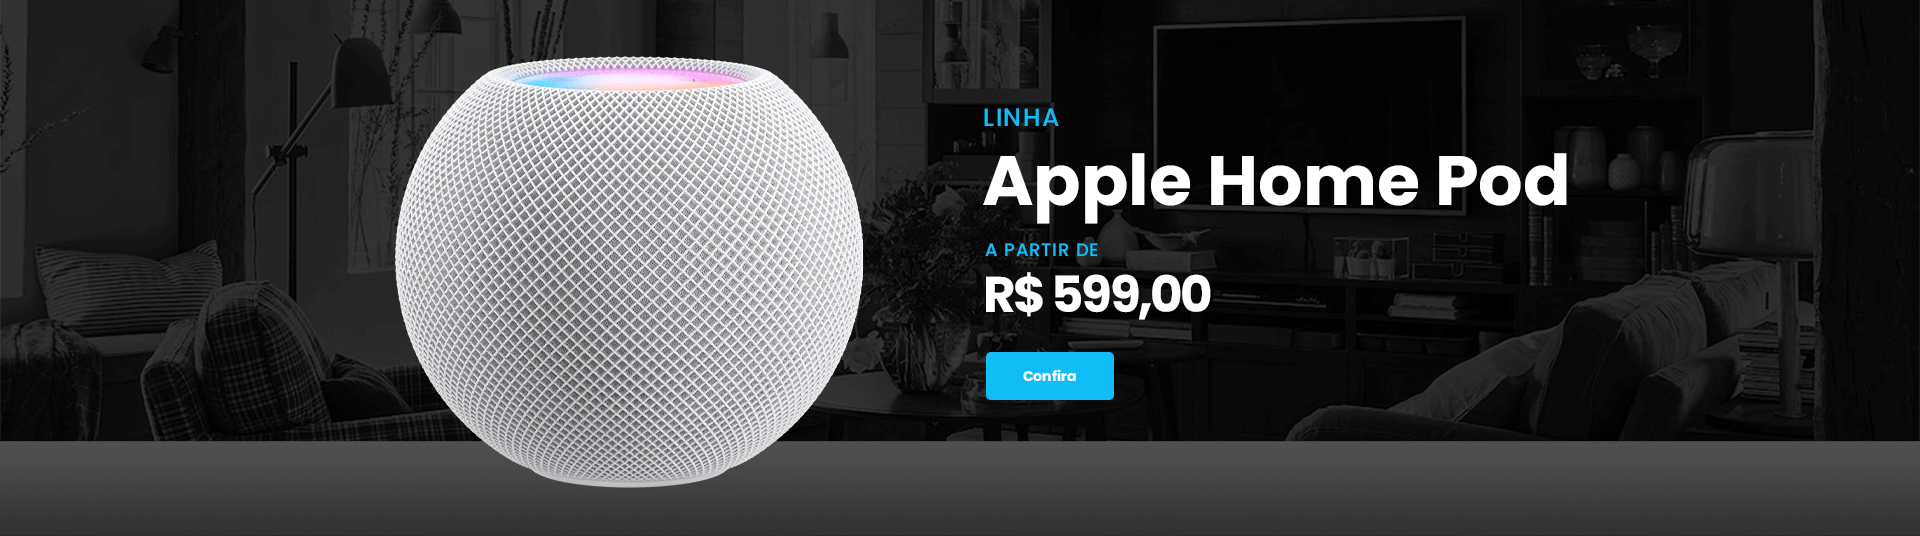 LINHA
Apple Home Pod
A PARTIR DE
R$ 599,00
Confira